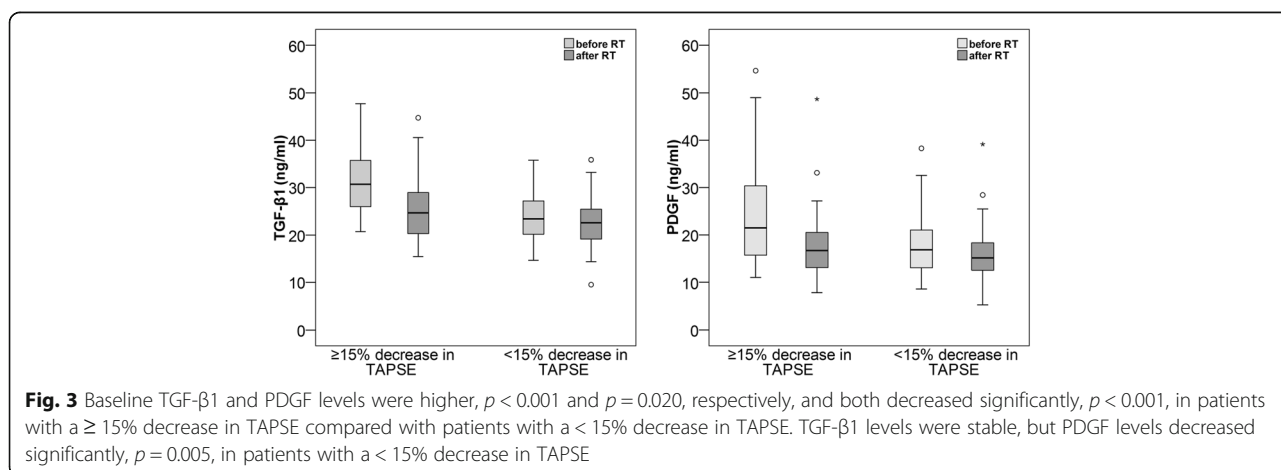 before RT
after RT
60
50
40
30
20
10
0
TGF-β1 (ng/ml)
≥15% decrease in
TAPSE
<15% decrease in
TAPSE
before RT
after RT
60
50
40
30
20
10
0
PDGF (ng/ml)
≥15% decrease in
TAPSE
<15% decrease in
TAPSE
Fig. 3 Baseline TGF-β1 and PDGF levels were higher, p < 0.001 and p = 0.020, respectively, and both decreased significantly, p < 0.001, in patients
with a ≥ 15% decrease in TAPSE compared with patients with a < 15% decrease in TAPSE. TGF-β1 levels were stable, but PDGF levels decreased
significantly, p = 0.005, in patients with a < 15% decrease in TAPSE